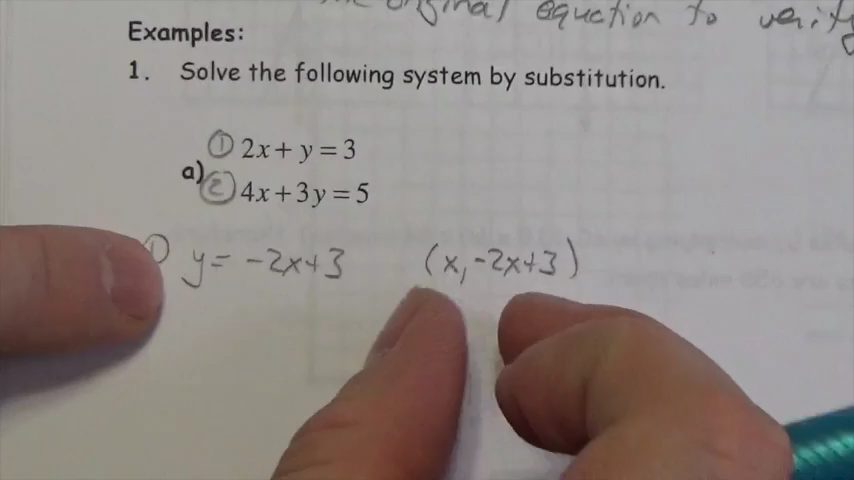 original equation to verify
Examples:
1. Solve the following system by substitution.
① 2x + y = 3
a)
② 4x + 3y = 5
① y = -2x+3 (x, -2x+3)